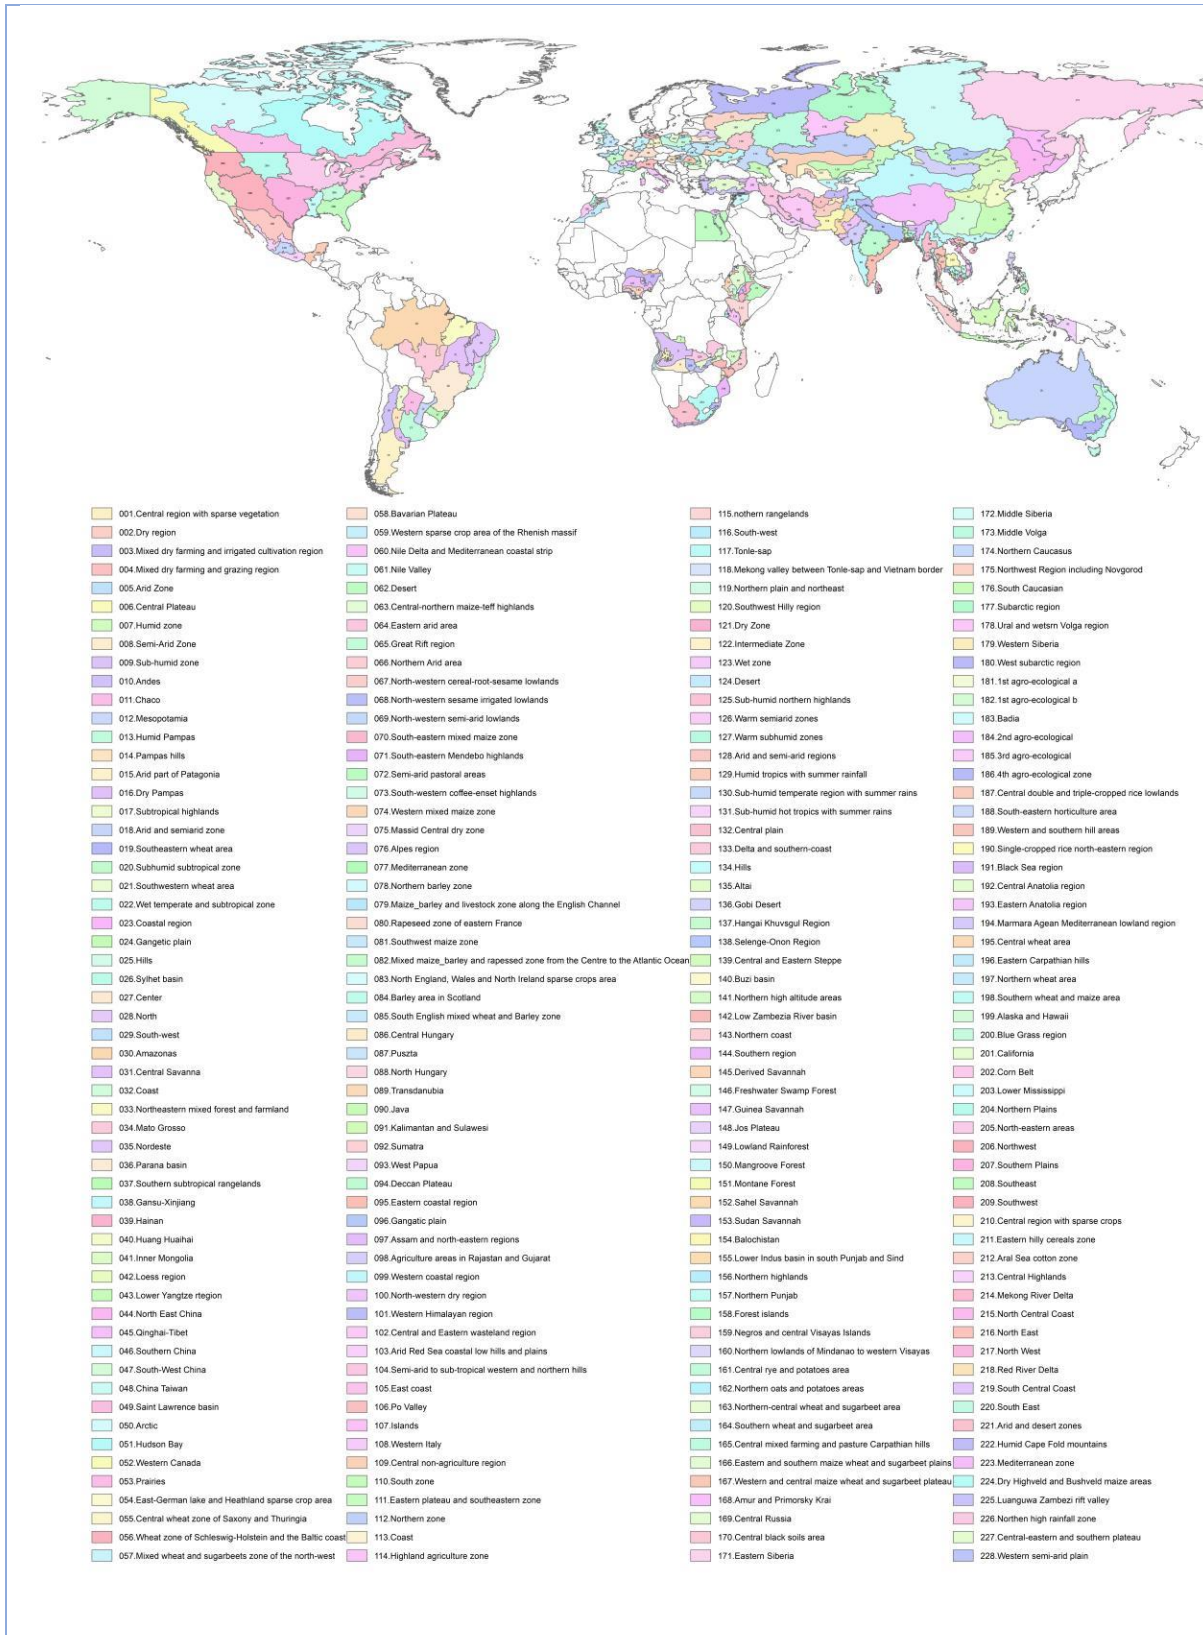 001.Central region with sparse vegetation
002.Dry region
003.Mixed dry farming and irrigated cultivation region
004.Mixed dry farming and grazing region
005.Arid Zone
006.Central Plateau
007.Humid zone
008.Semi-Arid Zone
009.Sub-humid zone
010.Andes
011.Chaco
012.Mesopotamia
013.Humid Pampas
014.Pampas hills
015.Arid part of Patagonia
016.Dry Pampas
017.Subtropical highlands
018.Arid and semiarid zone
019.Southeastern wheat area
020.Subhumid subtropical zone
021.Southwestern wheat area
022.Wet temperate and subtropical zone
023.Coastal region
024.Gangetic plain
025.Hills
026.Sylhet basin
027.Center
028.North
029.South-west
030.Amazonas
031.Central Savanna
032.Coast
033.Northeastern mixed forest and farmland
034.Mato Grosso
035.Nordeste
036.Parana basin
037.Southern subtropical rangelands
038.Gansu-Xinjiang
039.Hainan
040.Huang Huaihai
041.Inner Mongolia
042.Loess region
043.Lower Yangtze rtegion
044.North East China
045.Qinghai-Tibet
046.Southern China
047.South-West China
048.China Taiwan
049.Saint Lawrence basin
050.Arctic
051.Hudson Bay
052.Western Canada
053.Prairies
054.East-German lake and Heathland sparse crop area
055.Central wheat zone of Saxony and Thuringia
056.Wheat zone of Schleswig-Holstein and the Baltic coast
057.Mixed wheat and sugarbeets zone of the north-west
058.Bavarian Plateau
059.Western sparse crop area of the Rhenish massif
060.Nile Delta and Mediterranean coastal strip
061.Nile Valley
062.Desert
063.Central-northern maize-teff highlands
064.Eastern arid area
065.Great Rift region
066.Northern Arid area
067.North-western cereal-root-sesame lowlands
068.North-western sesame irrigated lowlands
069.North-western semi-arid lowlands
070.South-eastern mixed maize zone
071.South-eastern Mendebo highlands
072.Semi-arid pastoral areas
073.South-western coffee-enset highlands
074.Western mixed maize zone
075.Massid Central dry zone
076.Alpes region
077.Mediterranean zone
078.Northern barley zone
079.Maize_barley and livestock zone along the English Channel
080.Rapeseed zone of eastern France
081.Southwest maize zone
082.Mixed maize_barley and rapessed zone from the Centre to the Atlantic Ocean
083.North England, Wales and North Ireland sparse crops area
084.Barley area in Scotland
085.South English mixed wheat and Barley zone
086.Central Hungary
087.Puszta
088.North Hungary
089.Transdanubia
090.Java
091.Kalimantan and Sulawesi
092.Sumatra
093.West Papua
094.Deccan Plateau
095.Eastern coastal region
096.Gangatic plain
097.Assam and north-eastern regions
098.Agriculture areas in Rajastan and Gujarat
099.Western coastal region
100.North-western dry region
101.Western Himalayan region
102.Central and Eastern wasteland region
103.Arid Red Sea coastal low hills and plains
104.Semi-arid to sub-tropical western and northern hills
105.East coast
106.Po Valley
107.Islands
108.Western Italy
109.Central non-agriculture region
110.South zone
111.Eastern plateau and southeastern zone
112.Northern zone
113.Coast
114.Highland agriculture zone
115.nothern rangelands
116.South-west
117.Tonle-sap
118.Mekong valley between Tonle-sap and Vietnam border
119.Northern plain and northeast
120.Southwest Hilly region
121.Dry Zone
122.Intermediate Zone
123.Wet zone
124.Desert
125.Sub-humid northern highlands
126.Warm semiarid zones
127.Warm subhumid zones
128.Arid and semi-arid regions
129.Humid tropics with summer rainfall
130.Sub-humid temperate region with summer rains
131.Sub-humid hot tropics with summer rains
132.Central plain
133.Delta and southern-coast
134.Hills
135.Altai
136.Gobi Desert
137.Hangai Khuvsgul Region
138.Selenge-Onon Region
139.Central and Eastern Steppe
140.Buzi basin
141.Northern high altitude areas
142.Low Zambezia River basin
143.Northern coast
144.Southern region
145.Derived Savannah
146.Freshwater Swamp Forest
147.Guinea Savannah
148.Jos Plateau
149.Lowland Rainforest
150.Mangroove Forest
151.Montane Forest
152.Sahel Savannah
153.Sudan Savannah
154.Balochistan
155.Lower Indus basin in south Punjab and Sind
156.Northern highlands
157.Northern Punjab
158.Forest islands
159.Negros and central Visayas Islands
160.Northern lowlands of Mindanao to western Visayas
161.Central rye and potatoes area
162.Northern oats and potatoes areas
163.Northern-central wheat and sugarbeet area
164.Southern wheat and sugarbeet area
165.Central mixed farming and pasture Carpathian hills
166.Eastern and southern maize wheat and sugarbeet plains
167.Western and central maize wheat and sugarbeet plateau
168.Amur and Primorsky Krai
169.Central Russia
170.Central black soils area
171.Eastern Siberia
172.Middle Siberia
173.Middle Volga
174.Northern Caucasus
175.Northwest Region including Novgorod
176.South Caucasian
177.Subarctic region
178.Ural and wetsrn Volga region
179.Western Siberia
180.West subarctic region
181.1st agro-ecological a
182.1st agro-ecological b
183.Badia
184.2nd agro-ecological
185.3rd agro-ecological
186.4th agro-ecological zone
187.Central double and triple-cropped rice lowlands
188.South-eastern horticulture area
189.Western and southern hill areas
190.Single-cropped rice north-eastern region
191.Black Sea region
192.Central Anatolia region
193.Eastern Anatolia region
194.Marmara Agean Mediterranean lowland region
195.Central wheat area
196.Eastern Carpathian hills
197.Northern wheat area
198.Southern wheat and maize area
199.Alaska and Hawaii
200.Blue Grass region
201.California
202.Corn Belt
203.Lower Mississippi
204.Northern Plains
205.North-eastern areas
206.Northwest
207.Southern Plains
208.Southeast
209.Southwest
210.Central region with sparse crops
211.Eastern hilly cereals zone
212.Aral Sea cotton zone
213.Central Highlands
214.Mekong River Delta
215.North Central Coast
216.North East
217.North West
218.Red River Delta
219.South Central Coast
220.South East
221.Arid and desert zones
222.Humid Cape Fold mountains
223.Mediterranean zone
224.Dry Highveld and Bushveld maize areas
225.Luanguwa Zambezi rift valley
226.Northen high rainfall zone
227.Central-eastern and southern plateau
228.Western semi-arid plain